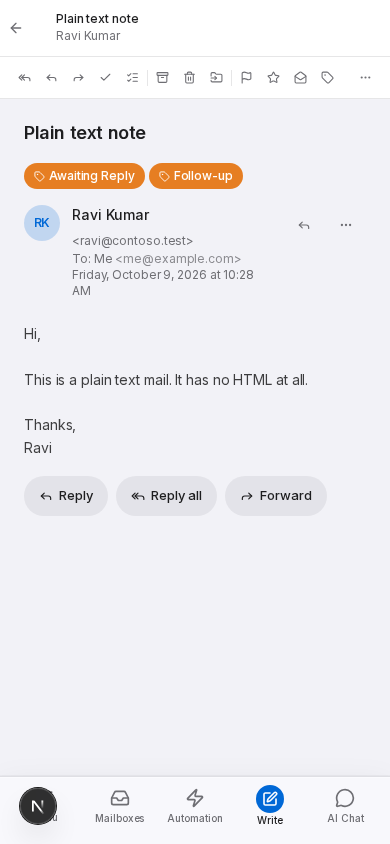 Plain text note
Ravi Kumar
Plain text note
Awaiting Reply Follow-up
RK
Ravi Kumar
<ravi@contoso.test>
To: Me <me@example.com>
Friday, October 9, 2026 at 10:28
AM
Hi,
This is a plain text mail. It has no HTML at all.
Thanks,
Ravi
Reply Reply all Forward
N
Mailboxes Automation Write AI Chat